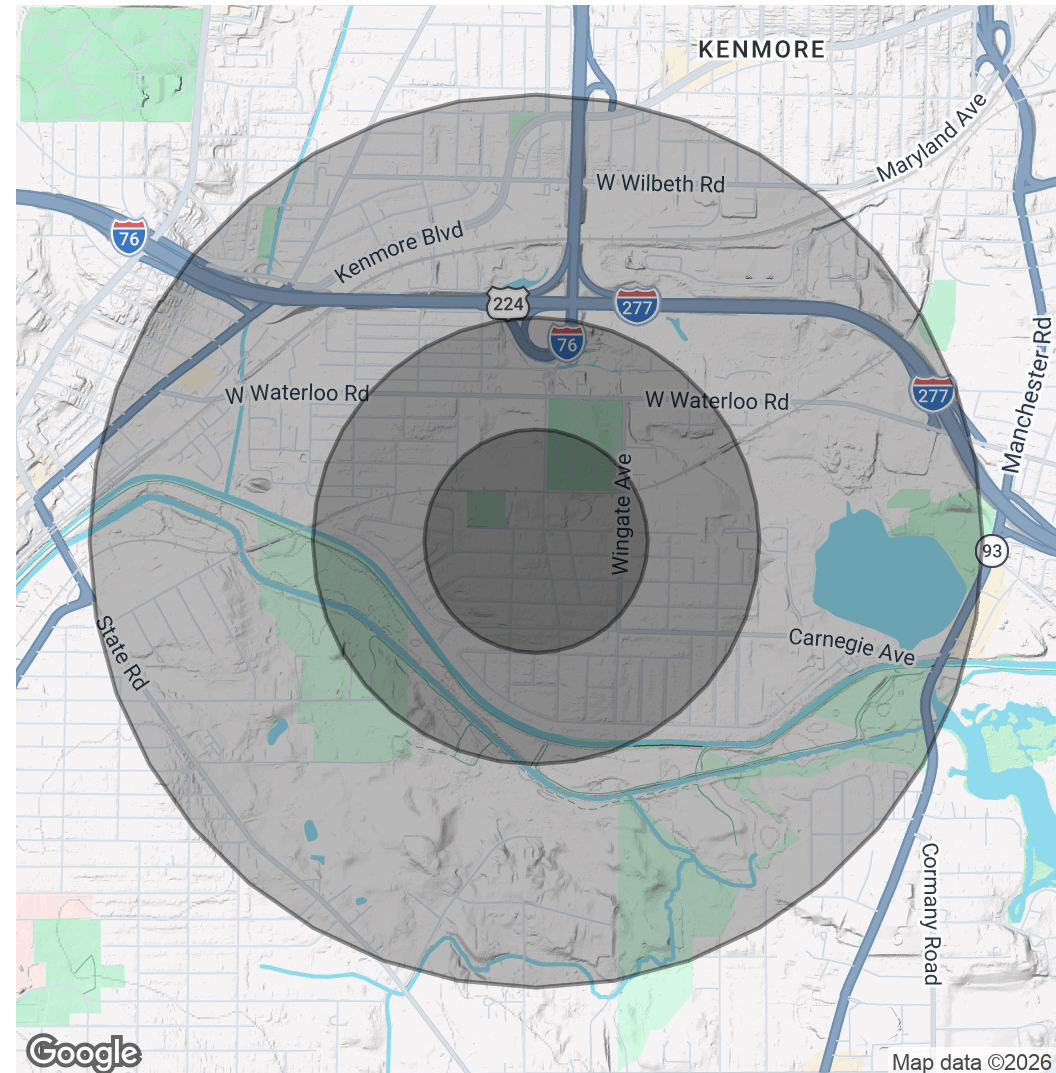 KENMORE
Maryland Ave
W Wilbeth Rd
76
Kenmore Blvd
224
277
76
Manchester Rd
W Waterloo Rd
W Waterloo Rd
277
Wingate Ave
93
State Rd
Carnegie Ave
Cormany Road
Google
Map data ©2026